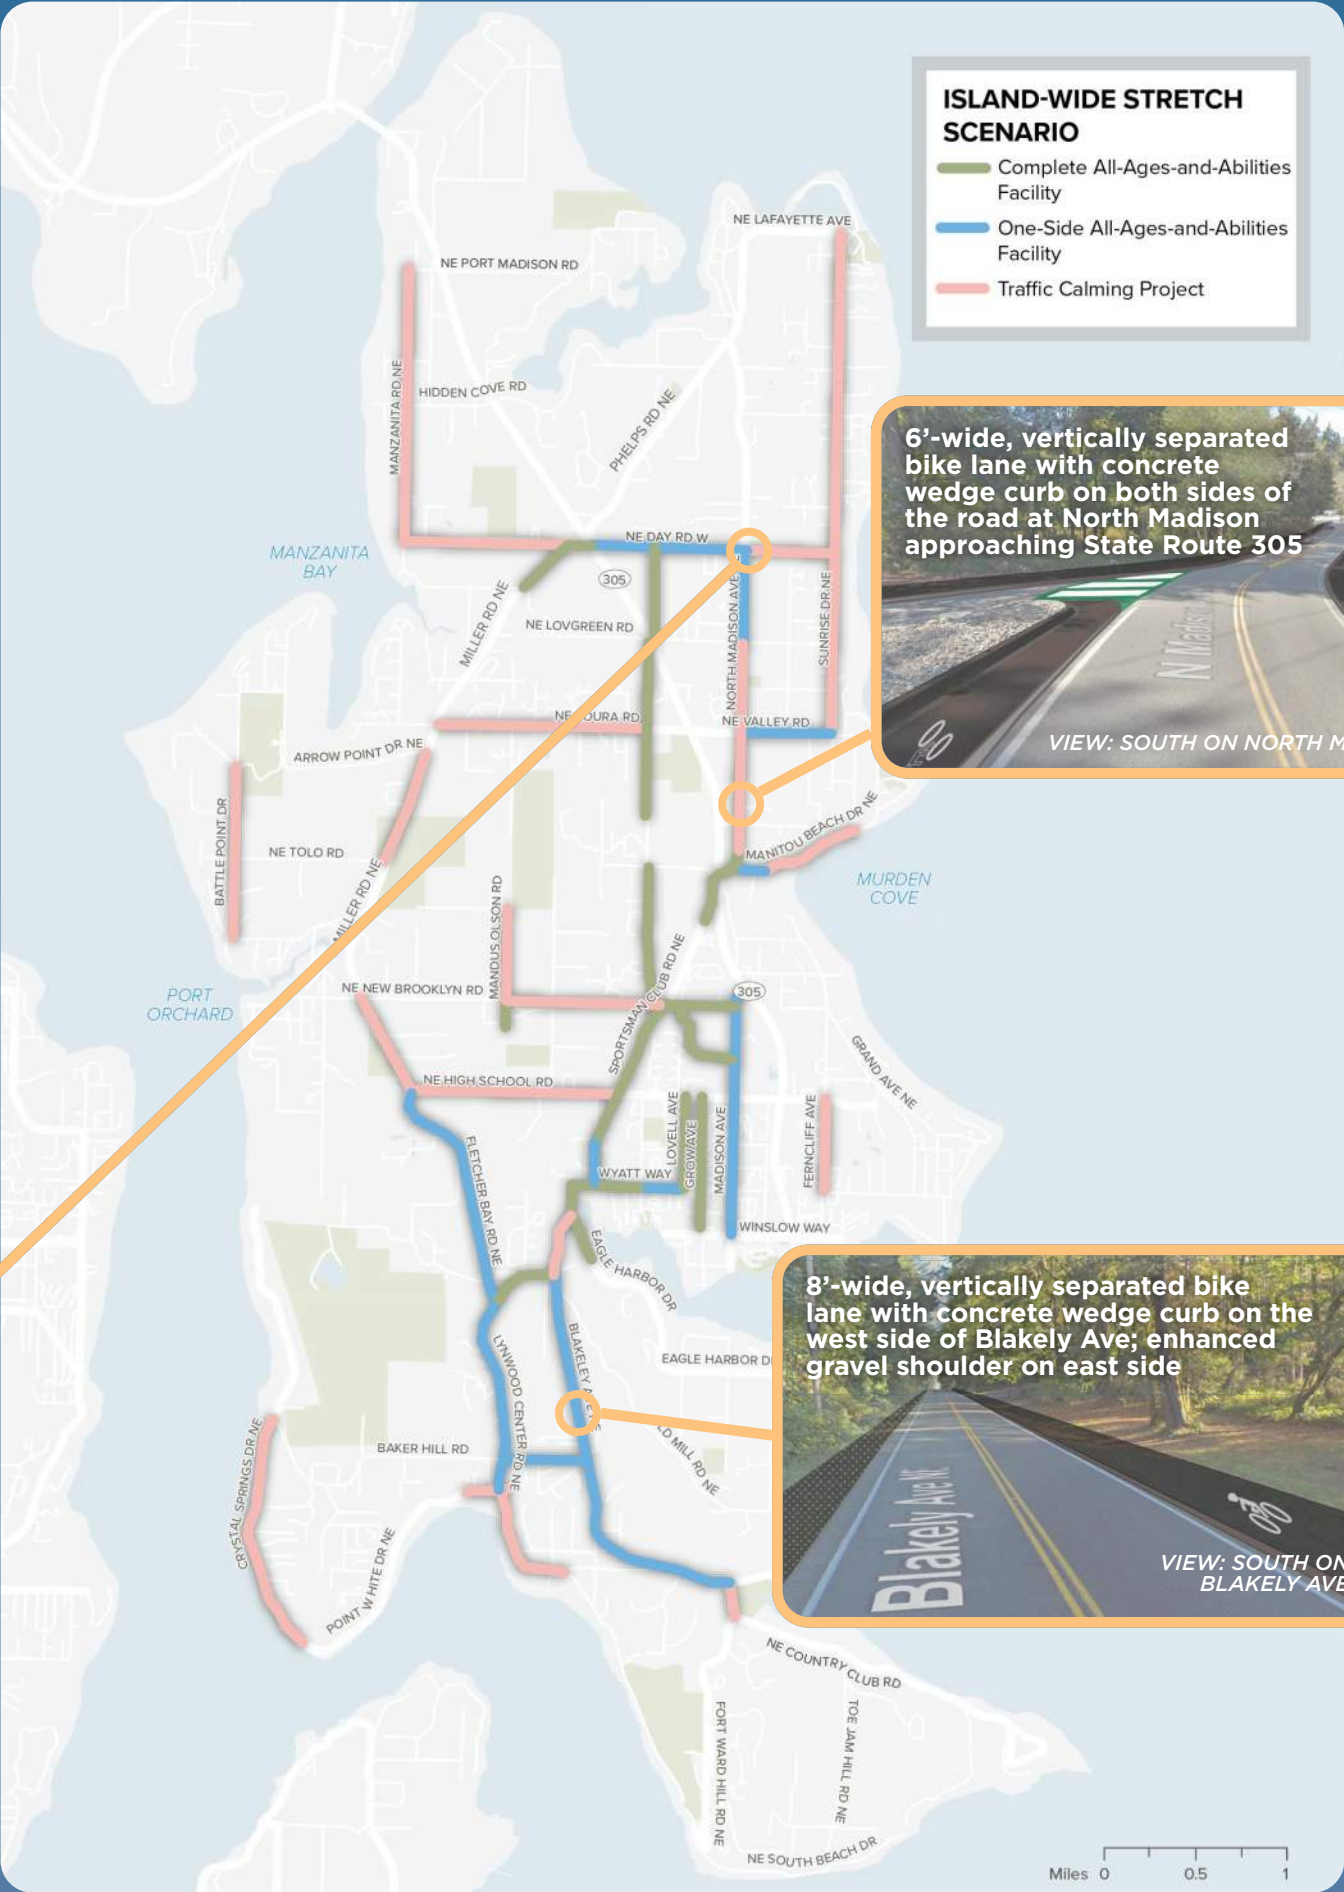 ISLAND-WIDE STRETCH
SCENARIO
Complete All-Ages-and-Abilities
Facility
One-Side All-Ages-and-Abilities
Facility
Traffic Calming Project
NE LAFAYETTE AVE
NE PORT MADISON RD
MANZANITA RD NE
HIDDEN COVE RD
PHELPS RD NE
6'-wide, vertically separated
bike lane with concrete
wedge curb on both sides of
the road at North Madison
approaching State Route 305
N Madis
VIEW: SOUTH ON NORTH M
NE DAY RD W
MANZANITA
BAY
305
MILLER RD NE
NE LOVGREEN RD
NORTH MADISON AVE
SUNRISE DR NE
NE VALLEY RD
ARROW POINT DR NE
BATTLE POINT DR
NE TOLO RD
MILLER RD NE
MANITOU BEACH DR NE
MURDEN
COVE
MANDUS OLSON RD
SPORTSMAN CLUB RD NE
NE NEW BROOKLYN RD
305
PORT
ORCHARD
GRAND AVE NE
NE HIGH SCHOOL RD
LOVELL AVE
GROW AVE
MADISON AVE
FERNCLIFF AVE
FLETCHER BAY RD NE
WYATT WAY
WINSLOW WAY
EAGLE HARBOR DR
8'-wide, vertically separated bike
lane with concrete wedge curb on the
west side of Blakely Ave; enhanced
gravel shoulder on east side
Blakely Ave NE
VIEW: SOUTH ON
BLAKELY AVE
LYNWOOD CENTER RD NE
BLAKELEY
EAGLE HARBOR D
LD MILL RD NE
BAKER HILL RD
CRYSTAL SPRINGS DR NE
POINT WHITE DR NE
NE COUNTRY CLUB RD
FORT WARD HILL RD NE
TOE JAM HILL RD NE
NE SOUTH BEACH DR
Miles 0 0.5 1